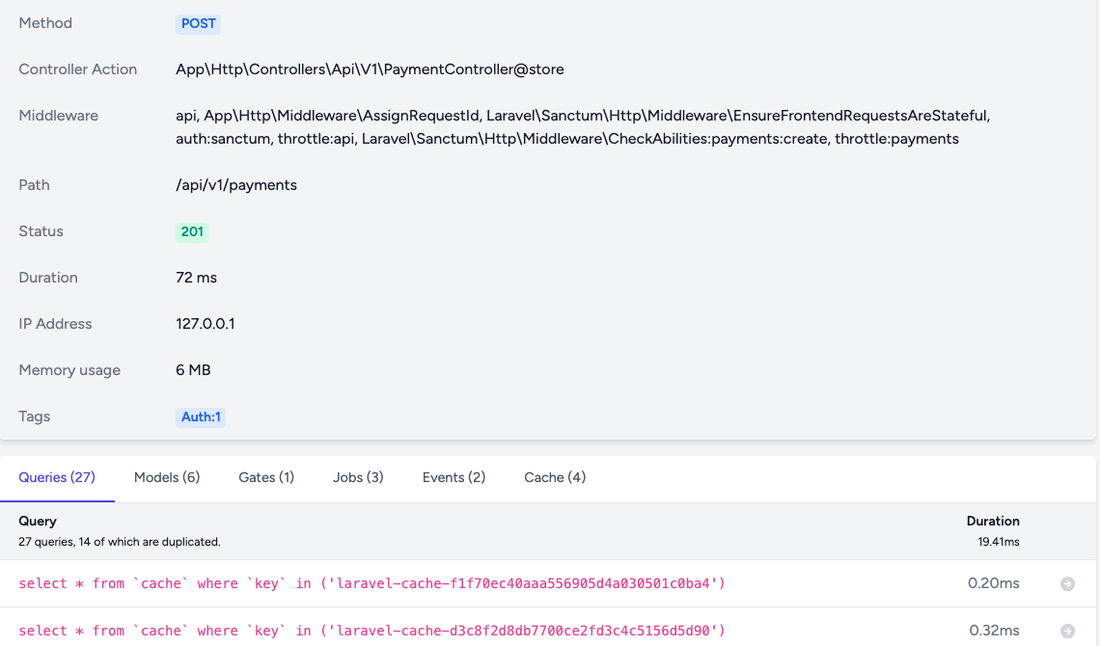 Method POST
Controller Action App\Http\Controllers\Api\V1\PaymentController@store
Middleware api, App\Http\Middleware\AssignRequestId, Laravel\Sanctum\Http\Middleware\EnsureFrontendRequestsAreStateful,
auth:sanctum, throttle:api, Laravel\Sanctum\Http\Middleware\CheckAbilities:payments:create, throttle:payments
Path /api/v1/payments
Status 201
Duration 72 ms
IP Address 127.0.0.1
Memory usage 6 MB
Tags Auth:1
Queries (27) Models (6) Gates (1) Jobs (3) Events (2) Cache (4)
Query Duration
27 queries, 14 of which are duplicated. 19.41ms
select * from `cache` where `key` in ('laravel-cache-f1f70ec40aaa556905d4a030501c0ba4') 0.20ms
select * from `cache` where `key` in ('laravel-cache-d3c8f2d8db7700ce2fd3c4c5156d5d90') 0.32ms